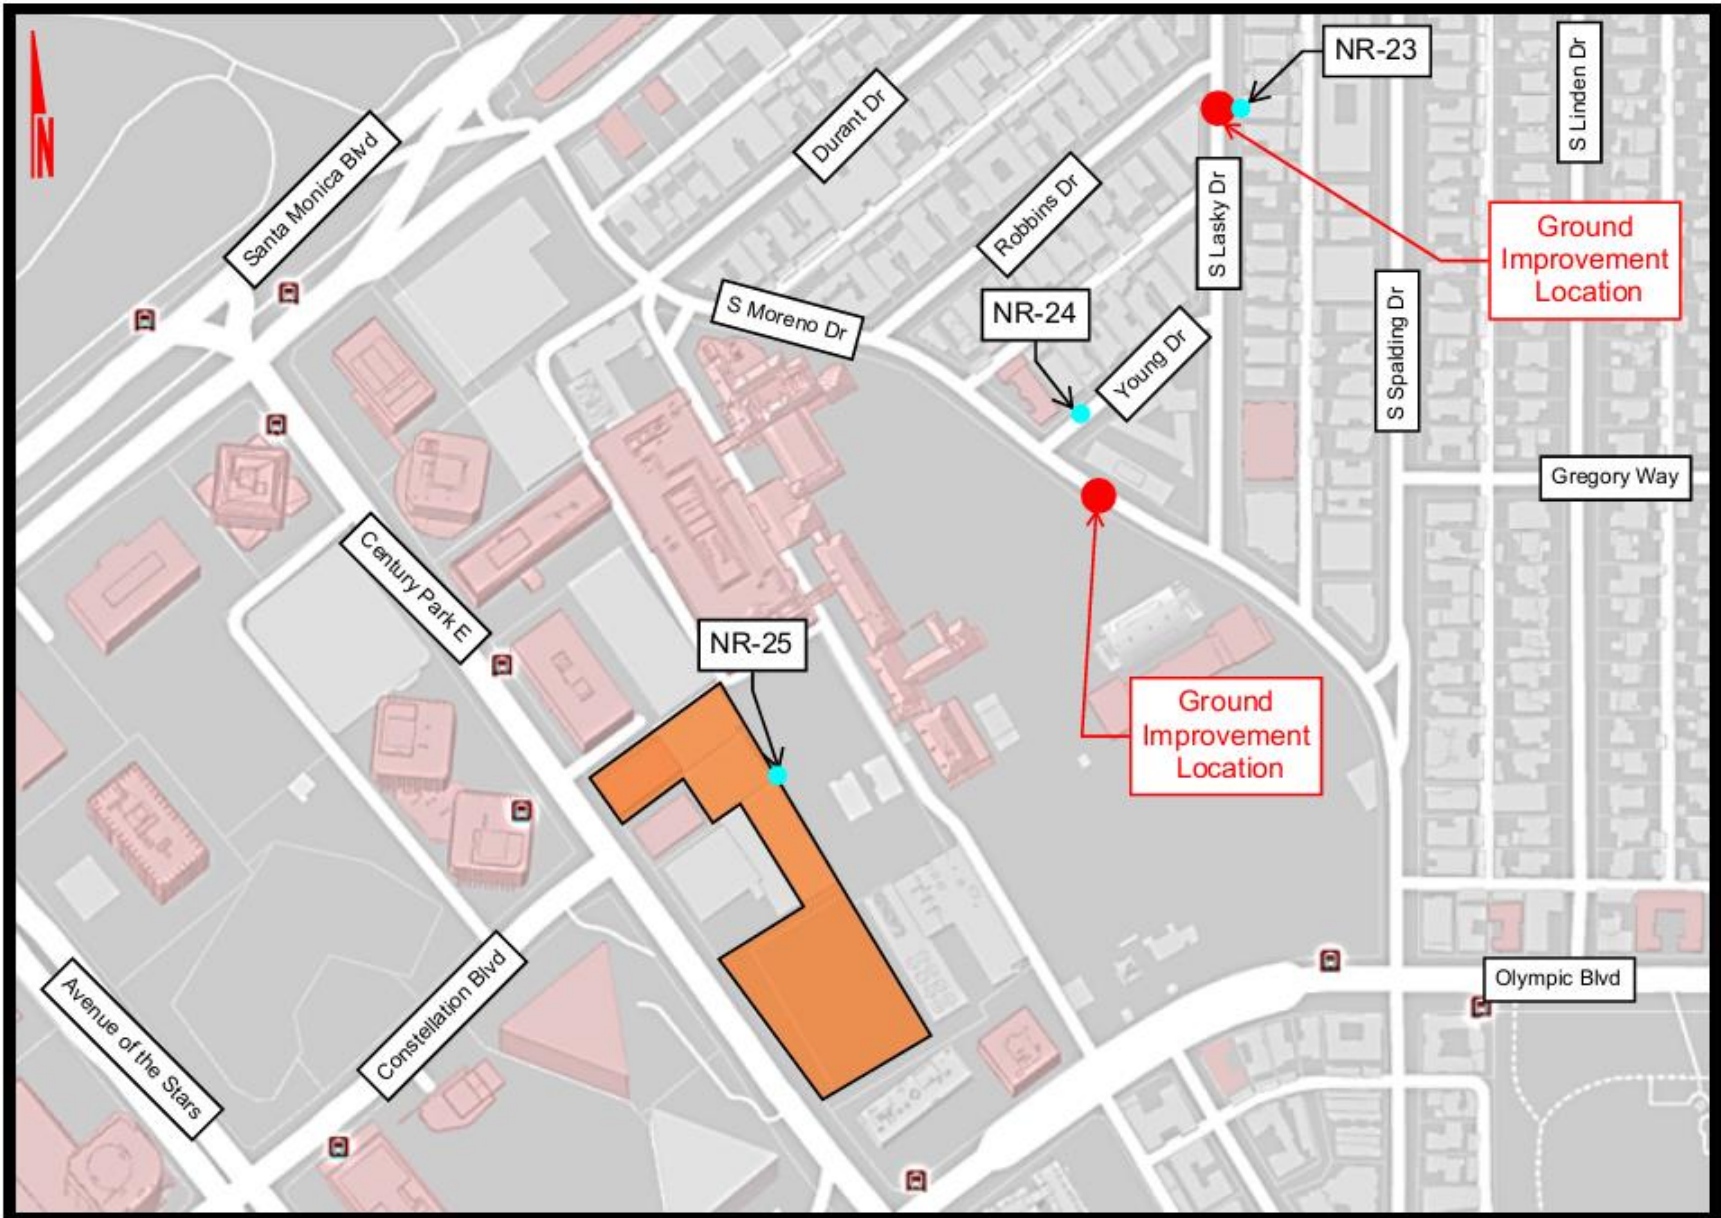 NR-23
S Linden Dr
Durant Dr
Santa Monica Blvd
N
Robbins Dr
S Lasky Dr
Ground
Improvement
Location
S Moreno Dr
NR-24
Young Dr
S Spalding Dr
Gregory Way
Century Park E
NR-25
Ground
Improvement
Location
Olympic Blvd
Avenue of the Stars
Constellation Blvd